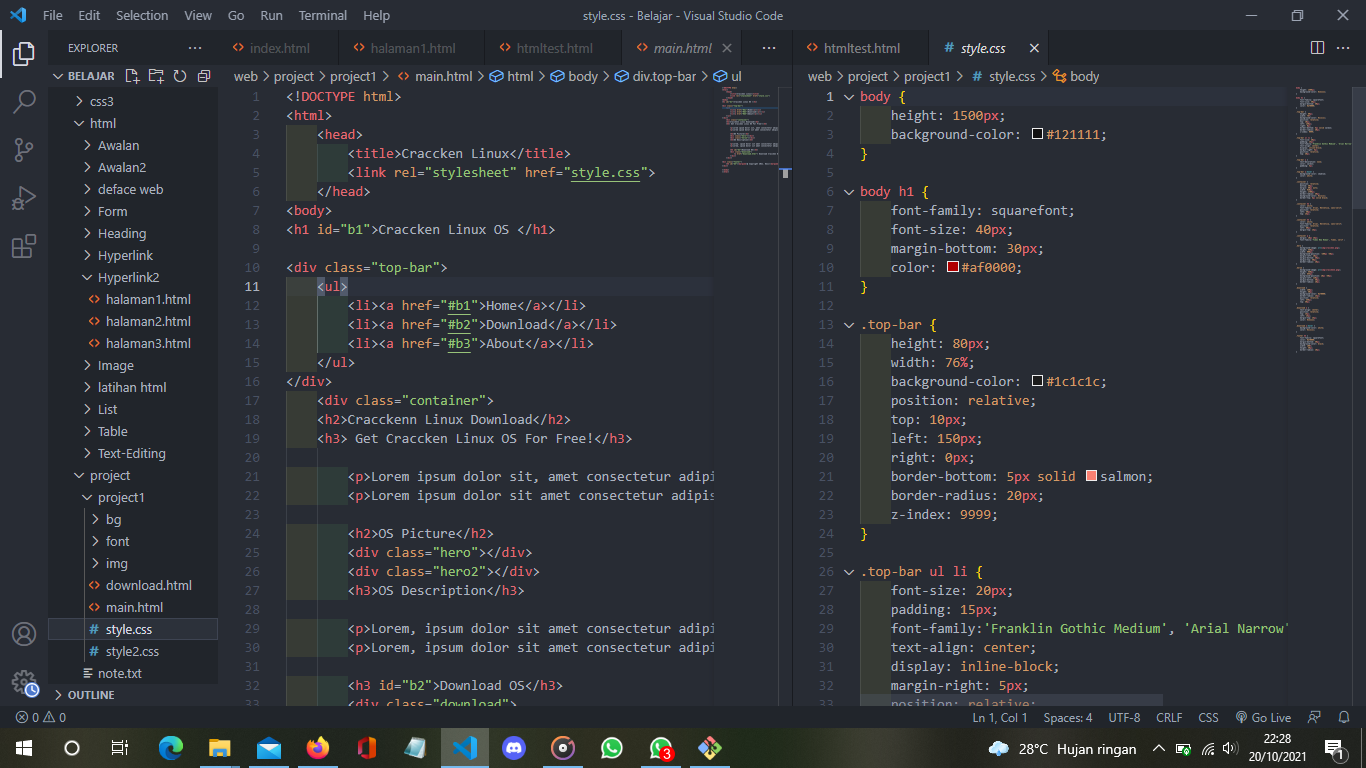 File Edit Selection View Go Run Terminal Help
style.css - Belajar - Visual Studio Code
EXPLORER
BELAJAR
css3
html
Awalan
Awalan2
deface web
Form
Heading
Hyperlink
Hyperlink2
halaman1.html
halaman2.html
halaman3.html
Image
latihan html
List
Table
Text-Editing
project
project1
bg
font
img
download.html
main.html
style.css
style2.css
note.txt
OUTLINE
index.html halaman1.html htmltest.html main.html
web > project > project1 > main.html > html > body > div.top-bar > ul
1 <!DOCTYPE html>
2 <html>
3 <head>
4 <title>Craccken Linux</title>
5 <link rel="stylesheet" href="style.css">
6 </head>
7 <body>
8 <h1 id="b1">Craccken Linux OS </h1>
9
10 <div class="top-bar">
11 <ul>
12 <li><a href="#b1">Home</a></li>
13 <li><a href="#b2">Download</a></li>
14 <li><a href="#b3">About</a></li>
15 </ul>
16 </div>
17 <div class="container">
18 <h2>Cracckenn Linux Download</h2>
19 <h3> Get Craccken Linux OS For Free!</h3>
20
21 <p>Lorem ipsum dolor sit, amet consectetur adipi
22 <p>Lorem ipsum dolor sit amet consectetur adipis
23
24 <h2>OS Picture</h2>
25 <div class="hero"></div>
26 <div class="hero2"></div>
27 <h3>OS Description</h3>
28
29 <p>Lorem, ipsum dolor sit amet consectetur adipi
30 <p>Lorem, ipsum dolor sit amet consectetur adipi
31
32 <h3 id="b2">Download OS</h3>
33 <div class="download">
htmltest.html style.css
web > project > project1 > style.css > body
1 body {
2 height: 1500px;
3 background-color: #121111;
4 }
5
6 body h1 {
7 font-family: squarefont;
8 font-size: 40px;
9 margin-bottom: 30px;
10 color: #af0000;
11 }
12
13 .top-bar {
14 height: 80px;
15 width: 76%;
16 background-color: #1c1c1c;
17 position: relative;
18 top: 10px;
19 left: 150px;
20 right: 0px;
21 border-bottom: 5px solid salmon;
22 border-radius: 20px;
23 z-index: 9999;
24 }
25
26 .top-bar ul li {
27 font-size: 20px;
28 padding: 15px;
29 font-family:'Franklin Gothic Medium', 'Arial Narrow'
30 text-align: center;
31 display: inline-block;
32 margin-right: 5px;
33 position: relative;
0 0
Ln 1, Col 1 Spaces: 4 UTF-8 CRLF CSS Go Live
3
28°C Hujan ringan
22:28
20/10/2021
1